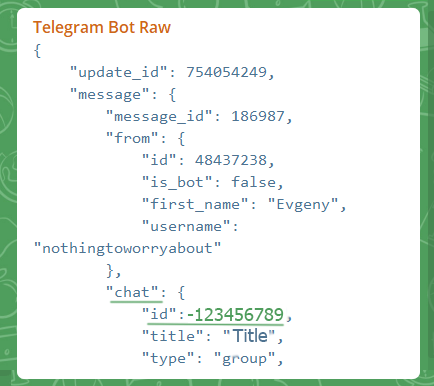 Telegram Bot Raw
{
"update_id": 754054249,
"message": {
"message_id": 186987,
"from": {
"id": 48437238,
"is_bot": false,
"first_name": "Evgeny",
"username":
"nothingtoworryabout"
},
"chat": {
"id":-123456789,
"title": "Title",
"type": "group",